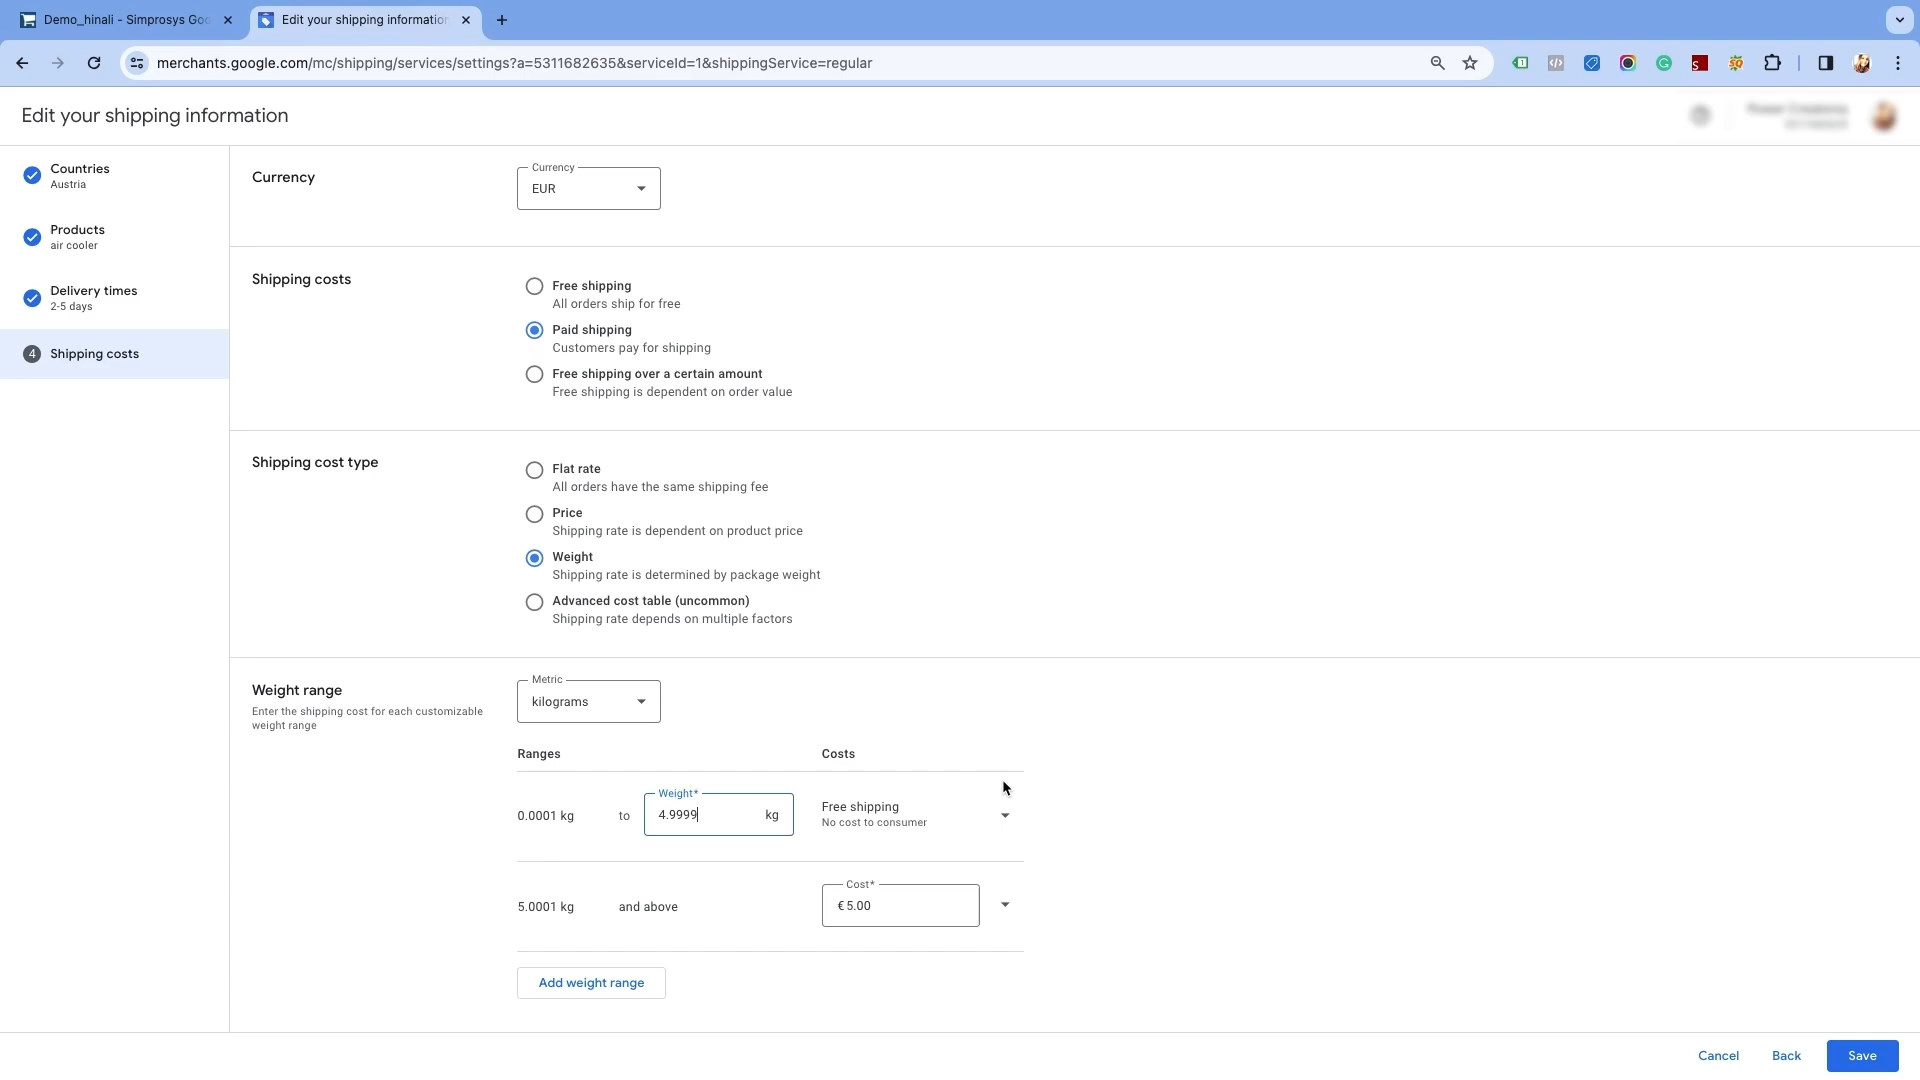 Demo_hinali - Simprosys Goo
Edit your shipping information
merchants.google.com/mc/shipping/services/settings?a=5311682635&serviceId=1&shippingService=regular
Edit your shipping information
Countries
Austria
Products
air cooler
Delivery times
2-5 days
4 Shipping costs
Currency
Currency
EUR
Shipping costs
Free shipping
All orders ship for free
Paid shipping
Customers pay for shipping
Free shipping over a certain amount
Free shipping is dependent on order value
Shipping cost type
Flat rate
All orders have the same shipping fee
Price
Shipping rate is dependent on product price
Weight
Shipping rate is determined by package weight
Advanced cost table (uncommon)
Shipping rate depends on multiple factors
Weight range
Enter the shipping cost for each customizable
weight range
Metric
kilograms
Ranges Costs
0.0001 kg to Weight* 4.9999 kg
Free shipping
No cost to consumer
5.0001 kg and above
Cost*
€ 5.00
Add weight range
Cancel Back Save